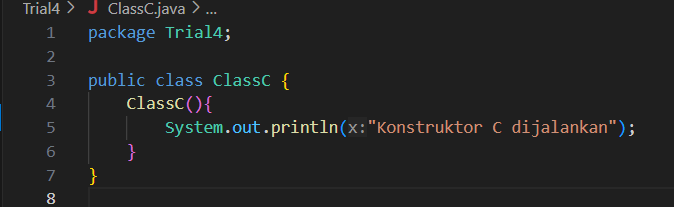 Trial4 > J ClassC.java > ...
1 package Trial4;
2
3 public class ClassC {
4 ClassC(){
5 System.out.println(x:"Konstruktor C dijalankan");
6 }
7 }
8